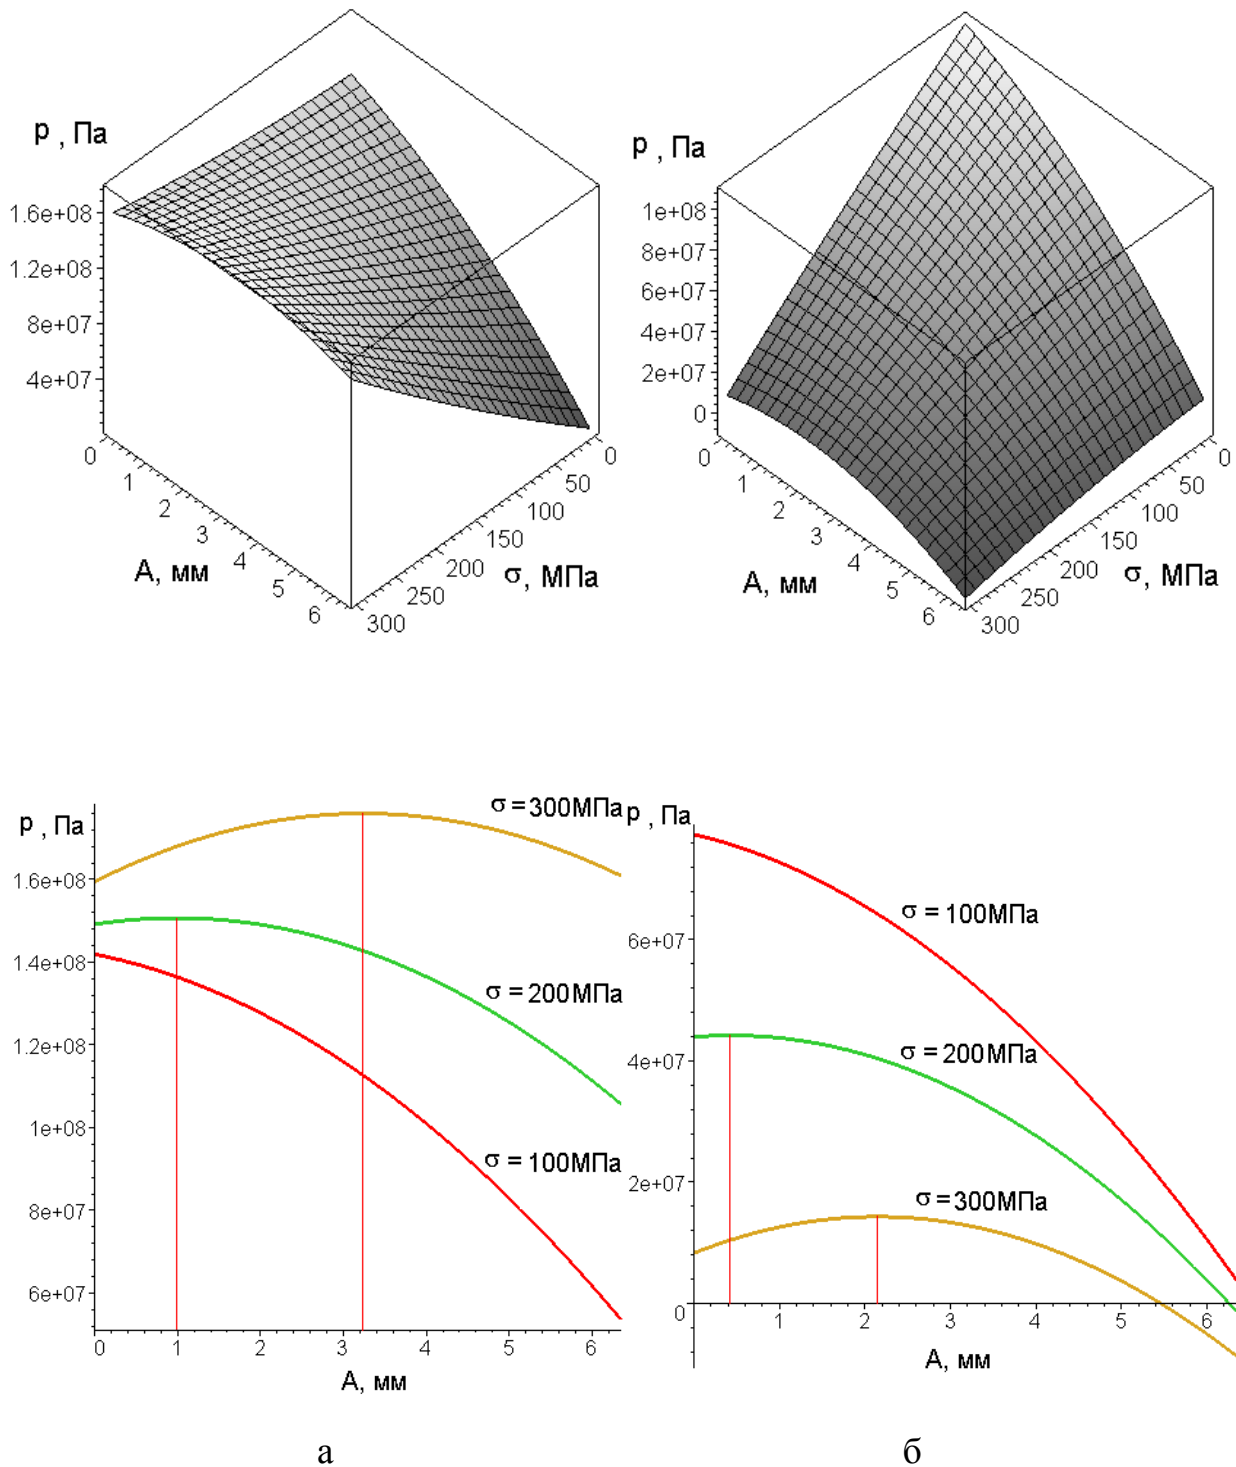 p , Па
1.6e+08
1.2e+08
8e+07
4e+07
0
1
2
3
4
5
6
A, мм
0
50
100
150
200
250
300
σ, МПа
p , Па
1e+08
8e+07
6e+07
4e+07
2e+07
0
0
1
2
3
4
5
6
A, мм
0
50
100
150
200
250
300
σ, МПа
p , Па
1.6e+08
1.4e+08
1.2e+08
1e+08
8e+07
6e+07
σ = 300МПа
σ = 200МПа
σ = 100МПа
0 1 2 3 4 5 6
A, мм
p , Па
6e+07
4e+07
2e+07
0
σ = 100МПа
σ = 200МПа
σ = 300МПа
1 2 3 4 5 6
A, мм
а
б